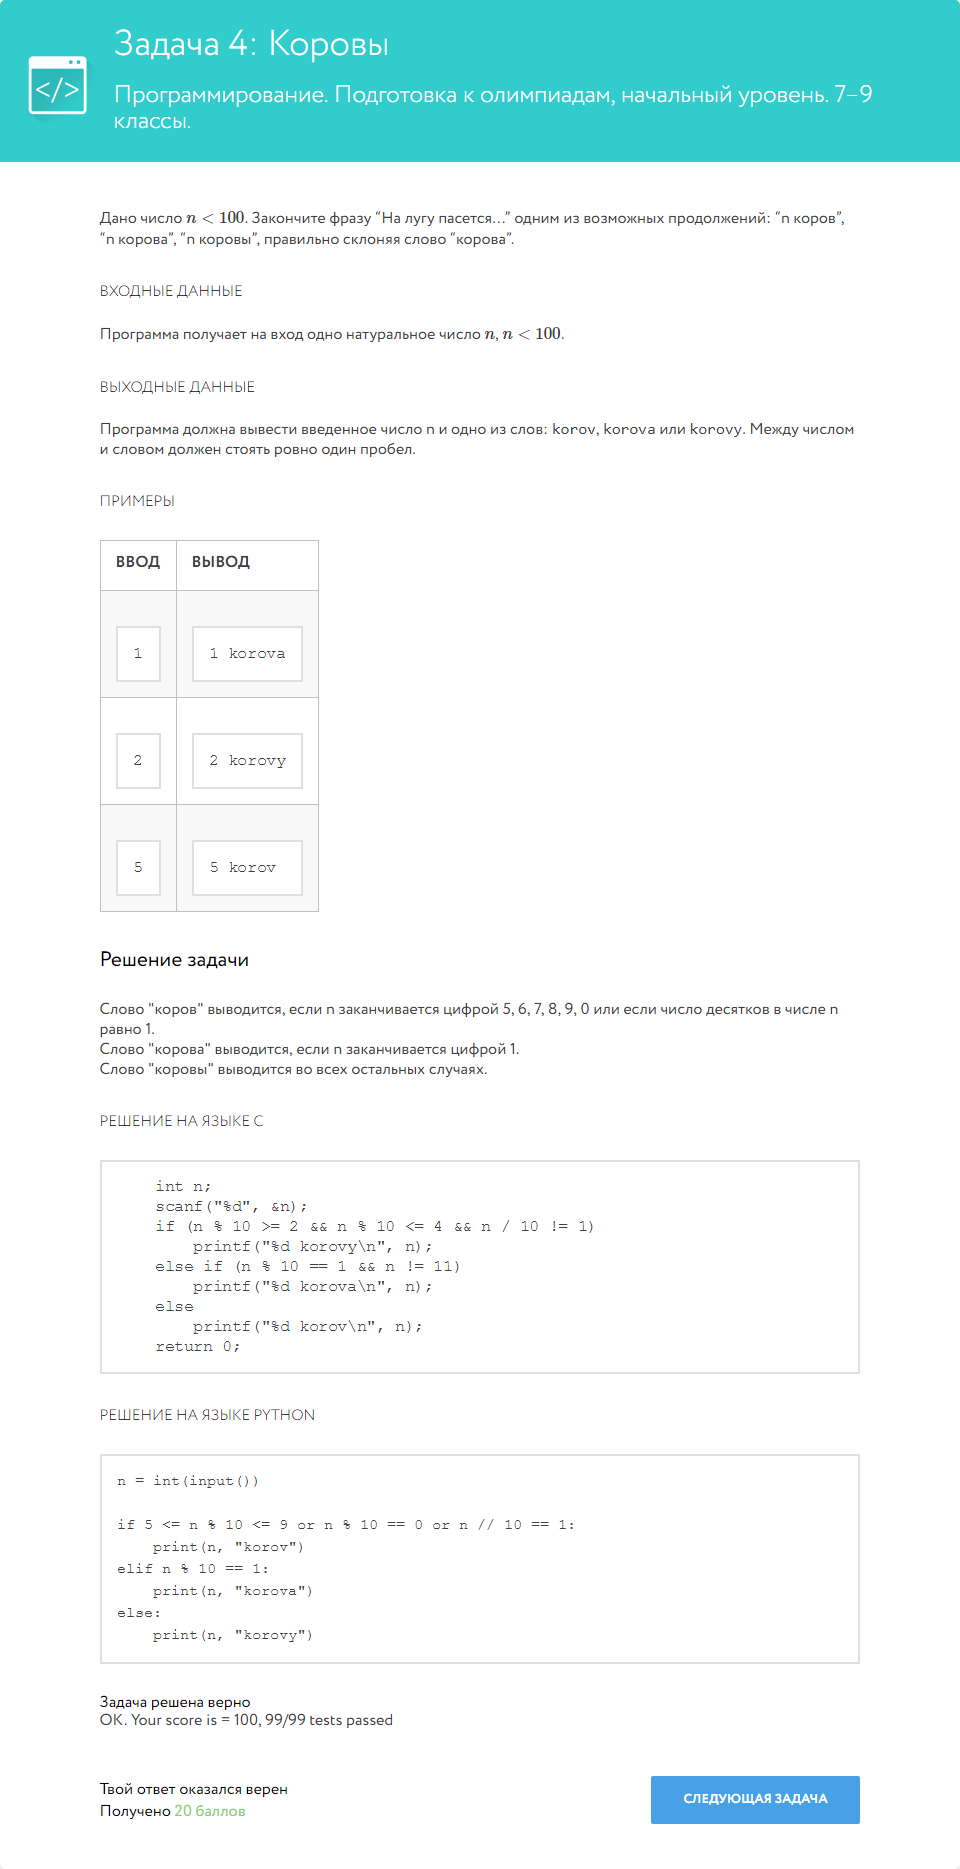 Задача 4: Коровы
</>
Программирование. Подготовка к олимпиадам, начальный уровень. 7–9
классы.
Дано число n < 100. Закончите фразу “На лугу пасется...” одним из возможных продолжений: “n коров”,
“n корова”, “n коровы”, правильно склоняя слово “корова”.
ВХОДНЫЕ ДАННЫЕ
Программа получает на вход одно натуральное число n, n < 100.
ВЫХОДНЫЕ ДАННЫЕ
Программа должна вывести введенное число n и одно из слов: korov, korova или korovy. Между числом
и словом должен стоять ровно один пробел.
ПРИМЕРЫ
ВВОД ВЫВОД
1 1 korova
2 2 korovy
5 5 korov
Решение задачи
Слово "коров" выводится, если n заканчивается цифрой 5, 6, 7, 8, 9, 0 или если число десятков в числе n
равно 1.
Слово "корова" выводится, если n заканчивается цифрой 1.
Слово "коровы" выводится во всех остальных случаях.
РЕШЕНИЕ НА ЯЗЫКЕ C
int n;
scanf("%d", &n);
if (n % 10 >= 2 && n % 10 <= 4 && n / 10 != 1)
printf("%d korovy\n", n);
else if (n % 10 == 1 && n != 11)
printf("%d korova\n", n);
else
printf("%d korov\n", n);
return 0;
РЕШЕНИЕ НА ЯЗЫКЕ PYTHON
n = int(input())
if 5 <= n % 10 <= 9 or n % 10 == 0 or n // 10 == 1:
print(n, "korov")
elif n % 10 == 1:
print(n, "korova")
else:
print(n, "korovy")
Задача решена верно
OK. Your score is = 100, 99/99 tests passed
Твой ответ оказался верен
Получено 20 баллов
СЛЕДУЮЩАЯ ЗАДАЧА